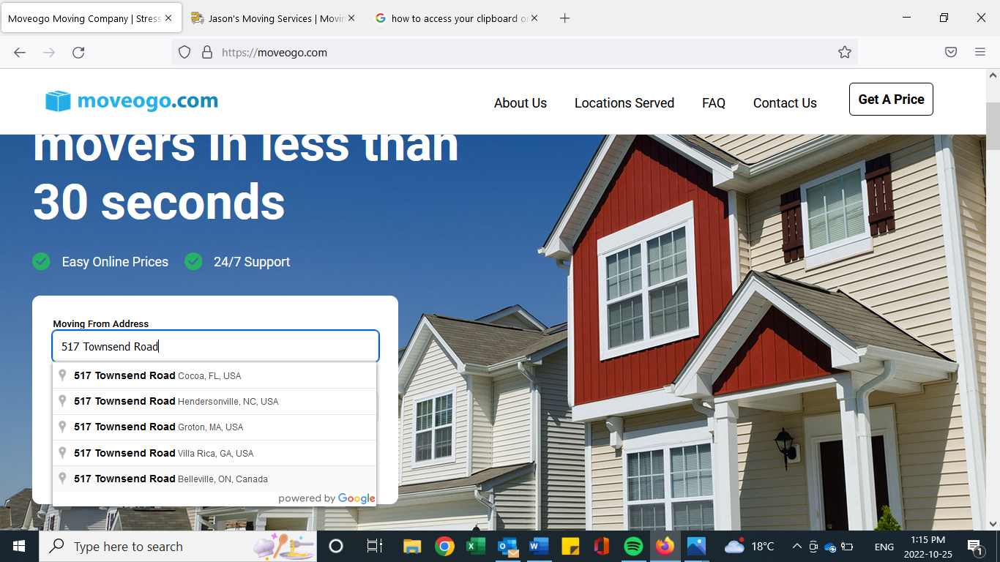 Moveogo Moving Company | Stress
Jason's Moving Services | Movin
how to access your clipboard o
https://moveogo.com
moveogo.com
About Us
Locations Served
FAQ
Contact Us
Get A Price
movers in less than
30 seconds
Easy Online Prices
24/7 Support
Moving From Address
517 Townsend Road
517 Townsend Road Cocoa, FL, USA
517 Townsend Road Hendersonville, NC, USA
517 Townsend Road Groton, MA, USA
517 Townsend Road Villa Rica, GA, USA
517 Townsend Road Belleville, ON, Canada
powered by Google
Type here to search
18°C
ENG
1:15 PM
2022-10-25
1